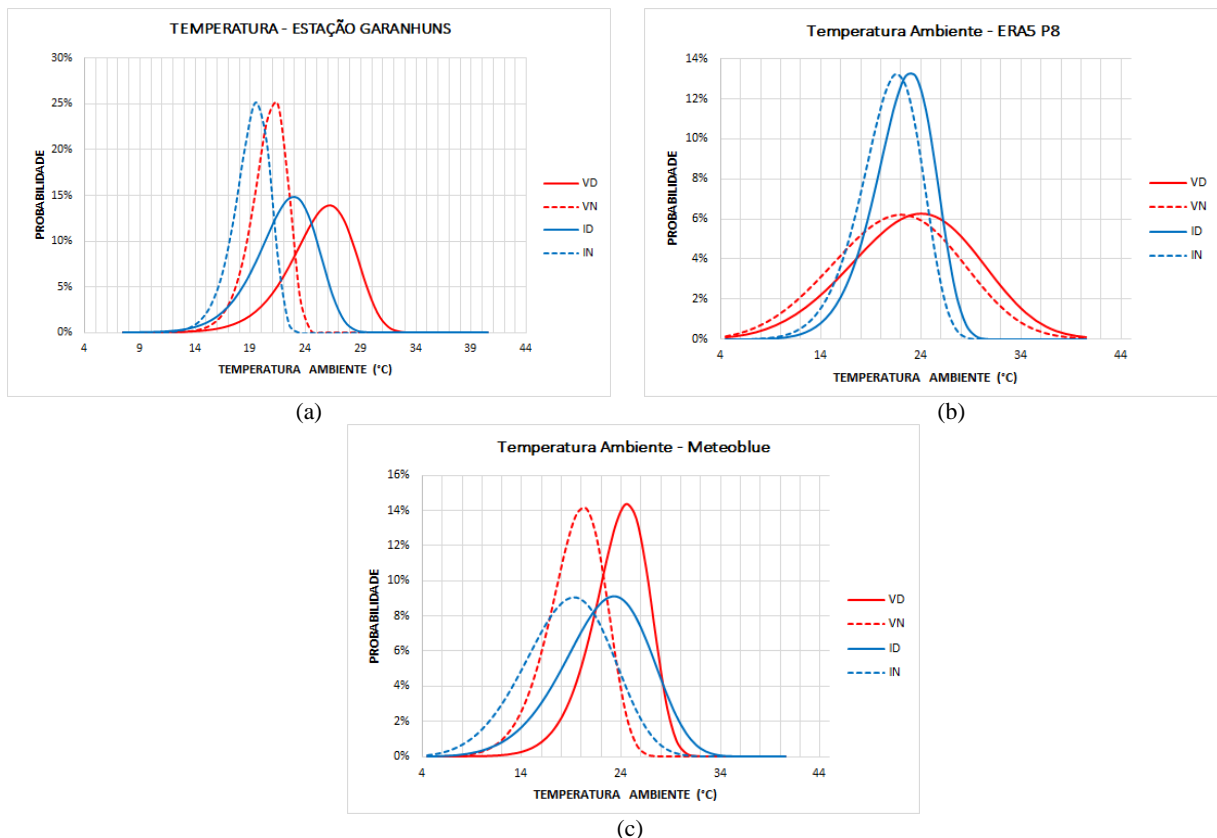 TEMPERATURA - ESTAÇÃO GARANHUNS
PROBABILIDADE
30%
25%
20%
15%
10%
5%
0%
4 9 14 19 24 29 34 39 44
TEMPERATURA AMBIENTE (°C)
VD
VN
ID
IN
(a)
Temperatura Ambiente - ERA5 P8
PROBABILIDADE
14%
12%
10%
8%
6%
4%
2%
0%
4 14 24 34 44
TEMPERATURA AMBIENTE (°C)
VD
VN
ID
IN
(b)
Temperatura Ambiente - Meteoblue
PROBABILIDADE
16%
14%
12%
10%
8%
6%
4%
2%
0%
4 14 24 34 44
TEMPERATURA AMBIENTE (°C)
VD
VN
ID
IN
(c)